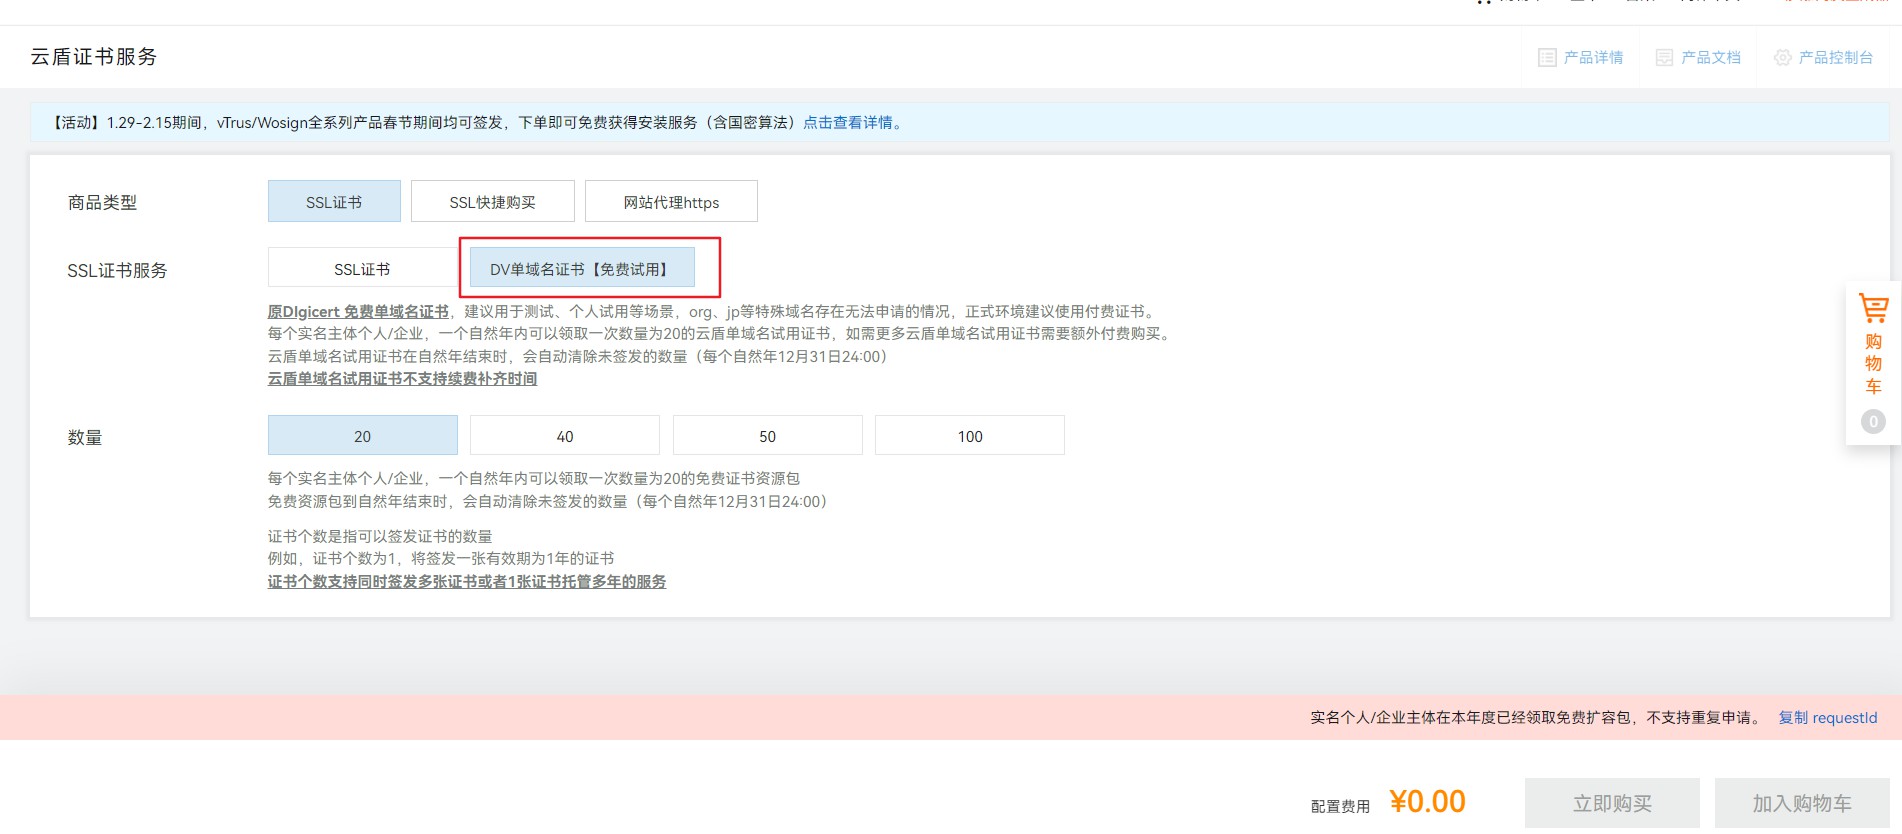 云盾证书服务
产品详情
产品文档
产品控制台
【活动】1.29-2.15期间，vTrus/Wosign全系列产品春节期间均可签发，下单即可免费获得安装服务（含国密算法）点击查看详情。
商品类型
SSL证书
SSL快捷购买
网站代理https
SSL证书服务
SSL证书
DV单域名证书【免费试用】
原DIgicert 免费单域名证书，建议用于测试、个人试用等场景，org、jp等特殊域名存在无法申请的情况，正式环境建议使用付费证书。
每个实名主体个人/企业，一个自然年内可以领取一次数量为20的云盾单域名试用证书，如需更多云盾单域名试用证书需要额外付费购买。
云盾单域名试用证书在自然年结束时，会自动清除未签发的数量（每个自然年12月31日24:00）
云盾单域名试用证书不支持续费补齐时间
数量
20
40
50
100
每个实名主体个人/企业，一个自然年内可以领取一次数量为20的免费证书资源包
免费资源包到自然年结束时，会自动清除未签发的数量（每个自然年12月31日24:00）
证书个数是指可以签发证书的数量
例如，证书个数为1，将签发一张有效期为1年的证书
证书个数支持同时签发多张证书或者1张证书托管多年的服务
购
物
车
0
实名个人/企业主体在本年度已经领取免费扩容包，不支持重复申请。 复制 requestId
配置费用 ¥0.00
立即购买
加入购物车